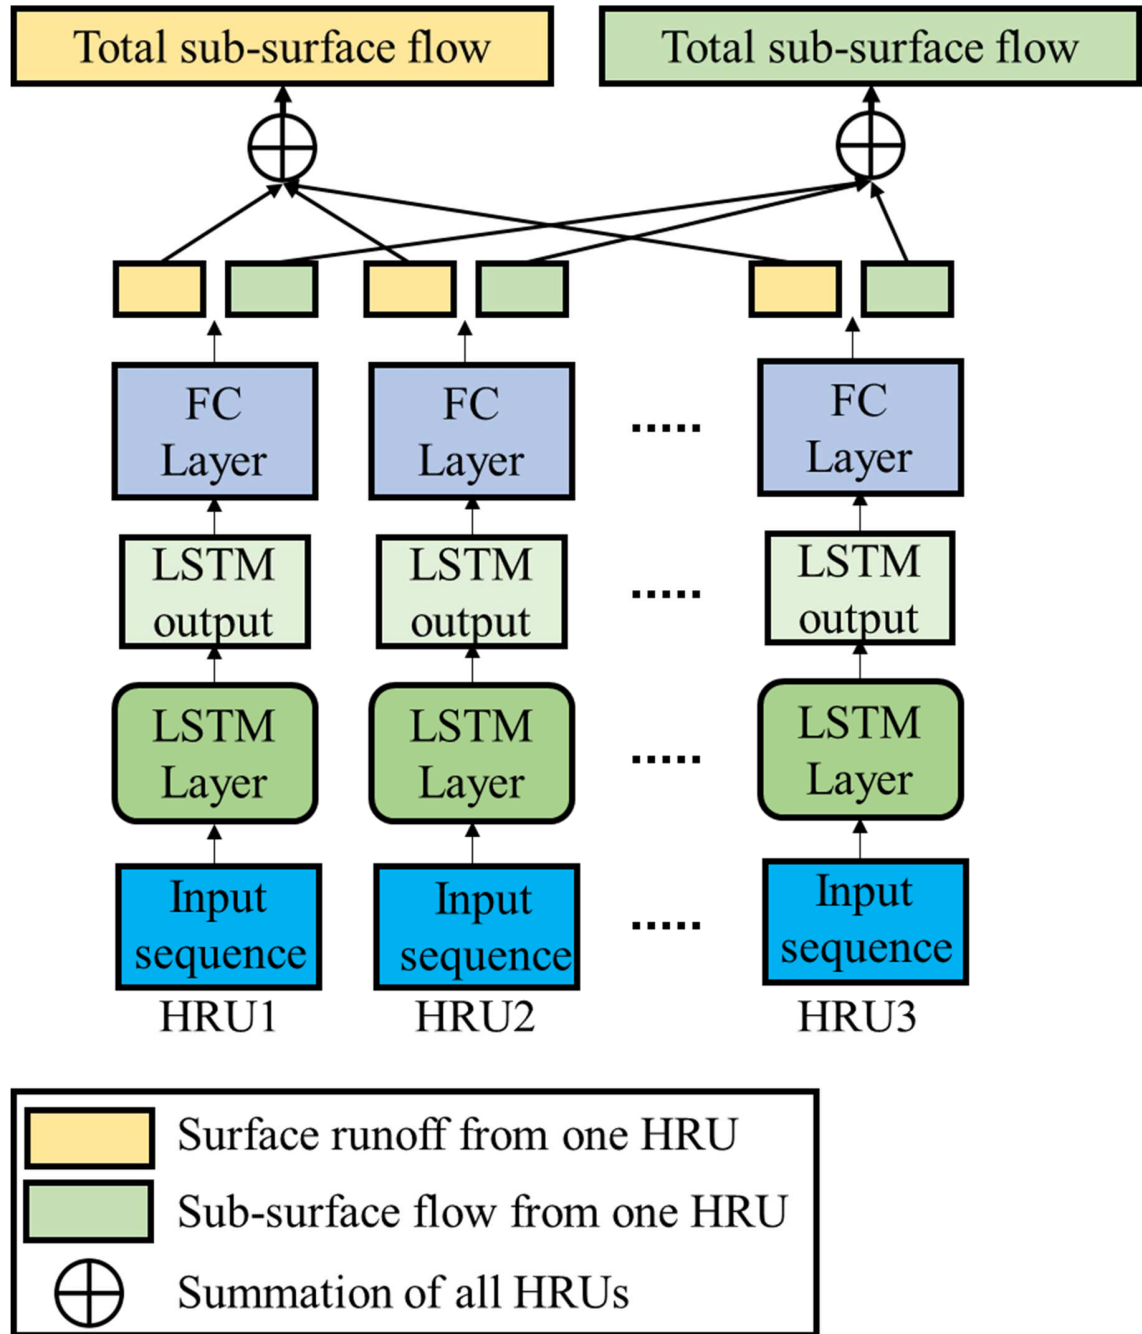 Total sub-surface flow
Total sub-surface flow
FC
Layer
FC
Layer
.....
FC
Layer
LSTM
output
LSTM
output
.....
LSTM
output
LSTM
Layer
LSTM
Layer
.....
LSTM
Layer
Input
sequence
Input
sequence
.....
Input
sequence
HRU1
HRU2
HRU3
Surface runoff from one HRU
Sub-surface flow from one HRU
Summation of all HRUs